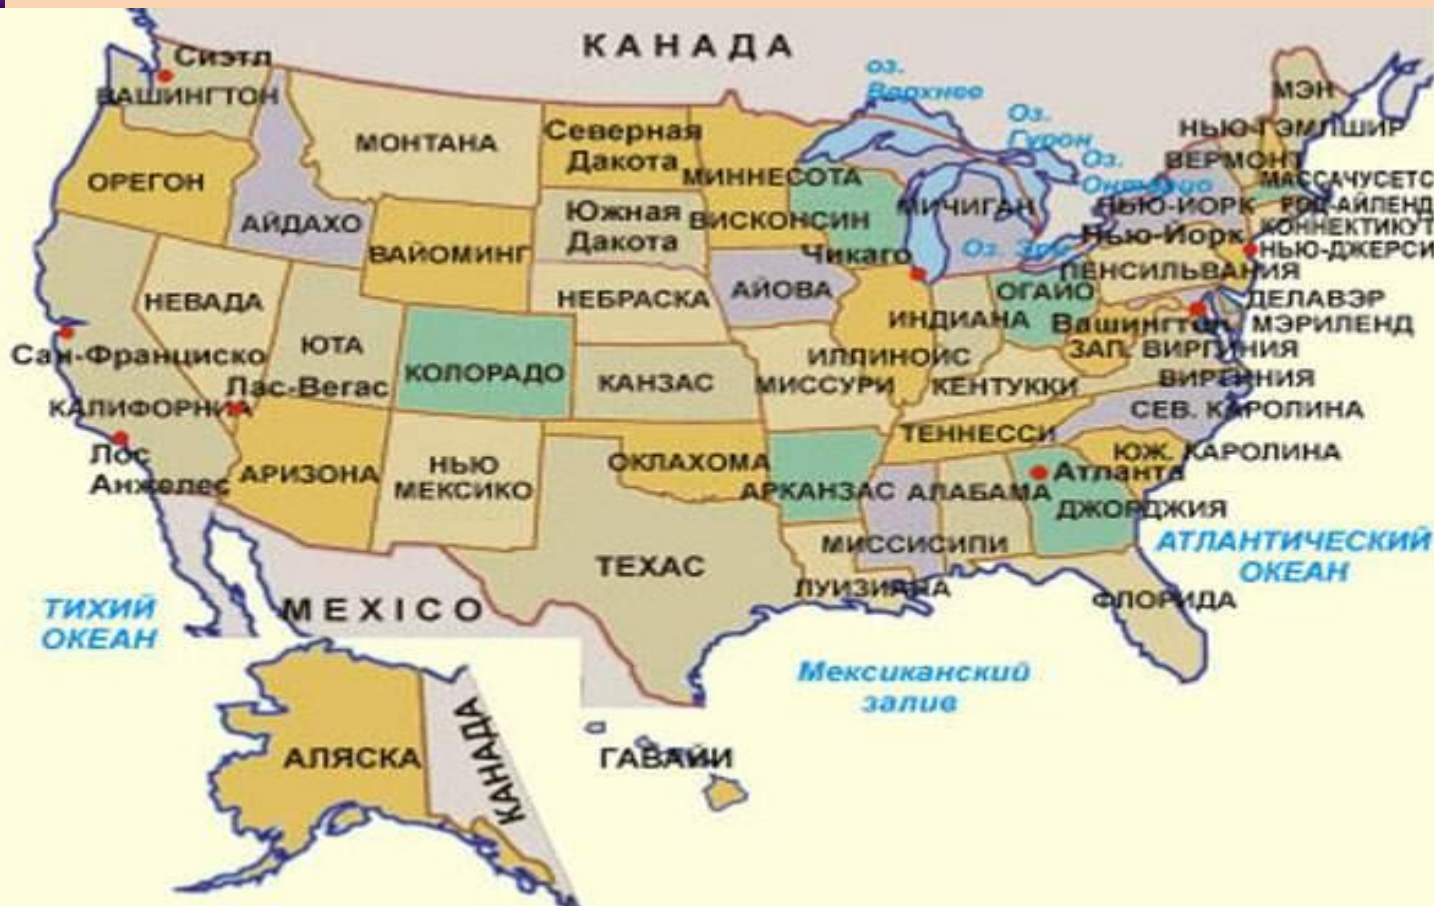 КАНАДА
Сиэтл
ВАШИНГТОН
оз.
Верхнее
Оз.
Гурон
Оз.
Онтарио
МЭН
НЬЮ-ГЭМПШИР
ВЕРМОНТ
МАССАЧУСЕТС
НЬЮ-ЙОРК
РОД-АЙЛЕНД
КОННЕКТИКУТ
Нью-Йорк
НЬЮ-ДЖЕРСИ
МОНТАНА
Северная
Дакота
МИННЕСОТА
ОРЕГОН
АЙДАХО
Южная
Дакота
ВИСКОНСИН
МИЧИГАН
ВАЙОМИНГ
Чикаго
Оз. Эри
ПЕНСИЛЬВАНИЯ
НЕВАДА
НЕБРАСКА
АЙОВА
ОГАЙО
ДЕЛАВЭР
ИНДИАНА
Вашингтон
МЭРИЛЕНД
Сан-Франциско
ЮТА
КОЛОРАДО
КАНЗАС
ИЛЛИНОИС
МИССУРИ
КЕНТУККИ
ЗАП. ВИРГИНИЯ
ВИРГИНИЯ
Лас-Вегас
КАЛИФОРНИЯ
СЕВ. КАРОЛИНА
ТЕННЕССИ
ЮЖ. КАРОЛИНА
Лос
Анжелес
АРИЗОНА
НЬЮ
МЕКСИКО
ОКЛАХОМА
АРКАНЗАС
АЛАБАМА
Атланта
ДЖОРДЖИЯ
МИССИСИПИ
АТЛАНТИЧЕСКИЙ
ОКЕАН
ТЕХАС
ЛУИЗИАНА
ФЛОРИДА
ТИХИЙ
ОКЕАН
MEXICO
Мексиканский
залив
АЛЯСКА
КАНАДА
ГАВАЙИ